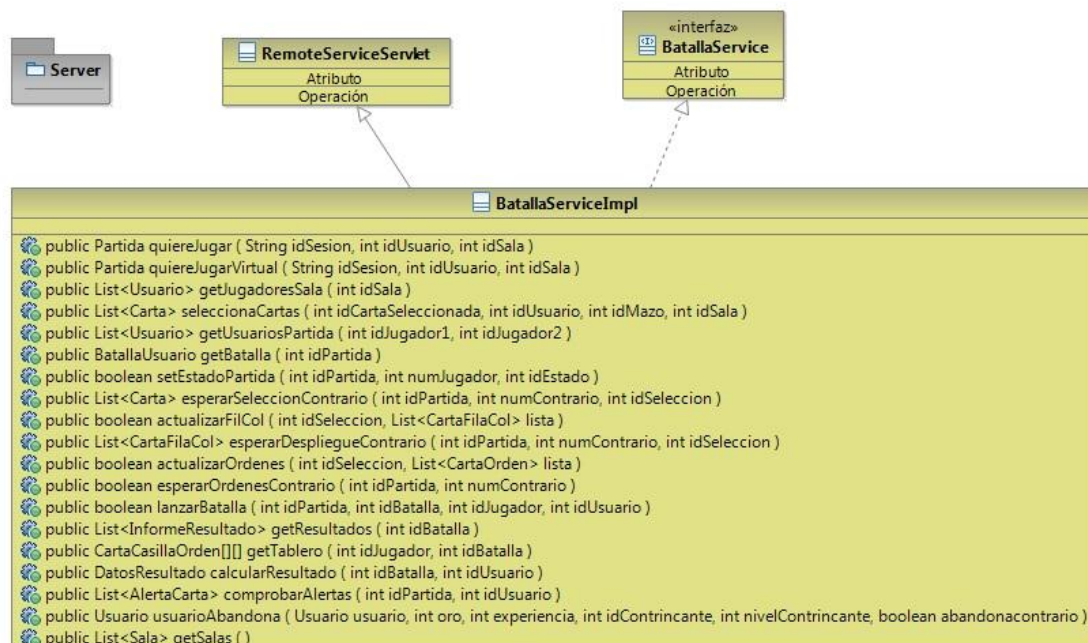 Server
RemoteServiceServlet
Atributo
Operación
«interfaz»
BatallaService
Atributo
Operación
BatallaServiceImpl
public Partida quiereJugar ( String idSesion, int idUsuario, int idSala )
public Partida quiereJugarVirtual ( String idSesion, int idUsuario, int idSala )
public List<Usuario> getJugadoresSala ( int idSala )
public List<Carta> seleccionaCartas ( int idCartaSeleccionada, int idUsuario, int idMazo, int idSala )
public List<Usuario> getUsuariosPartida ( int idJugador1, int idJugador2 )
public BatallaUsuario getBatalla ( int idPartida )
public boolean setEstadoPartida ( int idPartida, int numJugador, int idEstado )
public List<Carta> esperarSeleccionContrario ( int idPartida, int numContrario, int idSeleccion )
public boolean actualizarFilCol ( int idSeleccion, List<CartaFilaCol> lista )
public List<CartaFilaCol> esperarDespliegueContrario ( int idPartida, int numContrario, int idSeleccion )
public boolean actualizarOrdenes ( int idSeleccion, List<CartaOrden> lista )
public boolean esperarOrdenesContrario ( int idPartida, int numContrario )
public boolean lanzarBatalla ( int idPartida, int idBatalla, int idJugador, int idUsuario )
public List<InformeResultado> getResultados ( int idBatalla )
public CartaCasillaOrden[][] getTablero ( int idJugador, int idBatalla )
public DatosResultado calcularResultado ( int idBatalla, int idUsuario )
public List<AlertaCarta> comprobarAlertas ( int idPartida, int idUsuario )
public Usuario usuarioAbandona ( Usuario usuario, int oro, int experiencia, int idContrincante, int nivelContrincante, boolean abandonacontrario )
public List<Sala> getSalas ( )